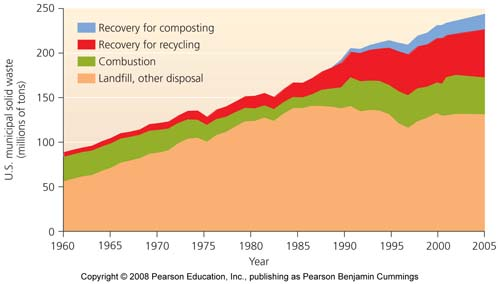 250
200
150
100
50
0
U.S. municipal solid waste
(millions of tons)
Recovery for composting
Recovery for recycling
Combustion
Landfill, other disposal
1960 1965 1970 1975 1980 1985 1990 1995 2000 2005
Year
Copyright © 2008 Pearson Education, Inc., publishing as Pearson Benjamin Cummings